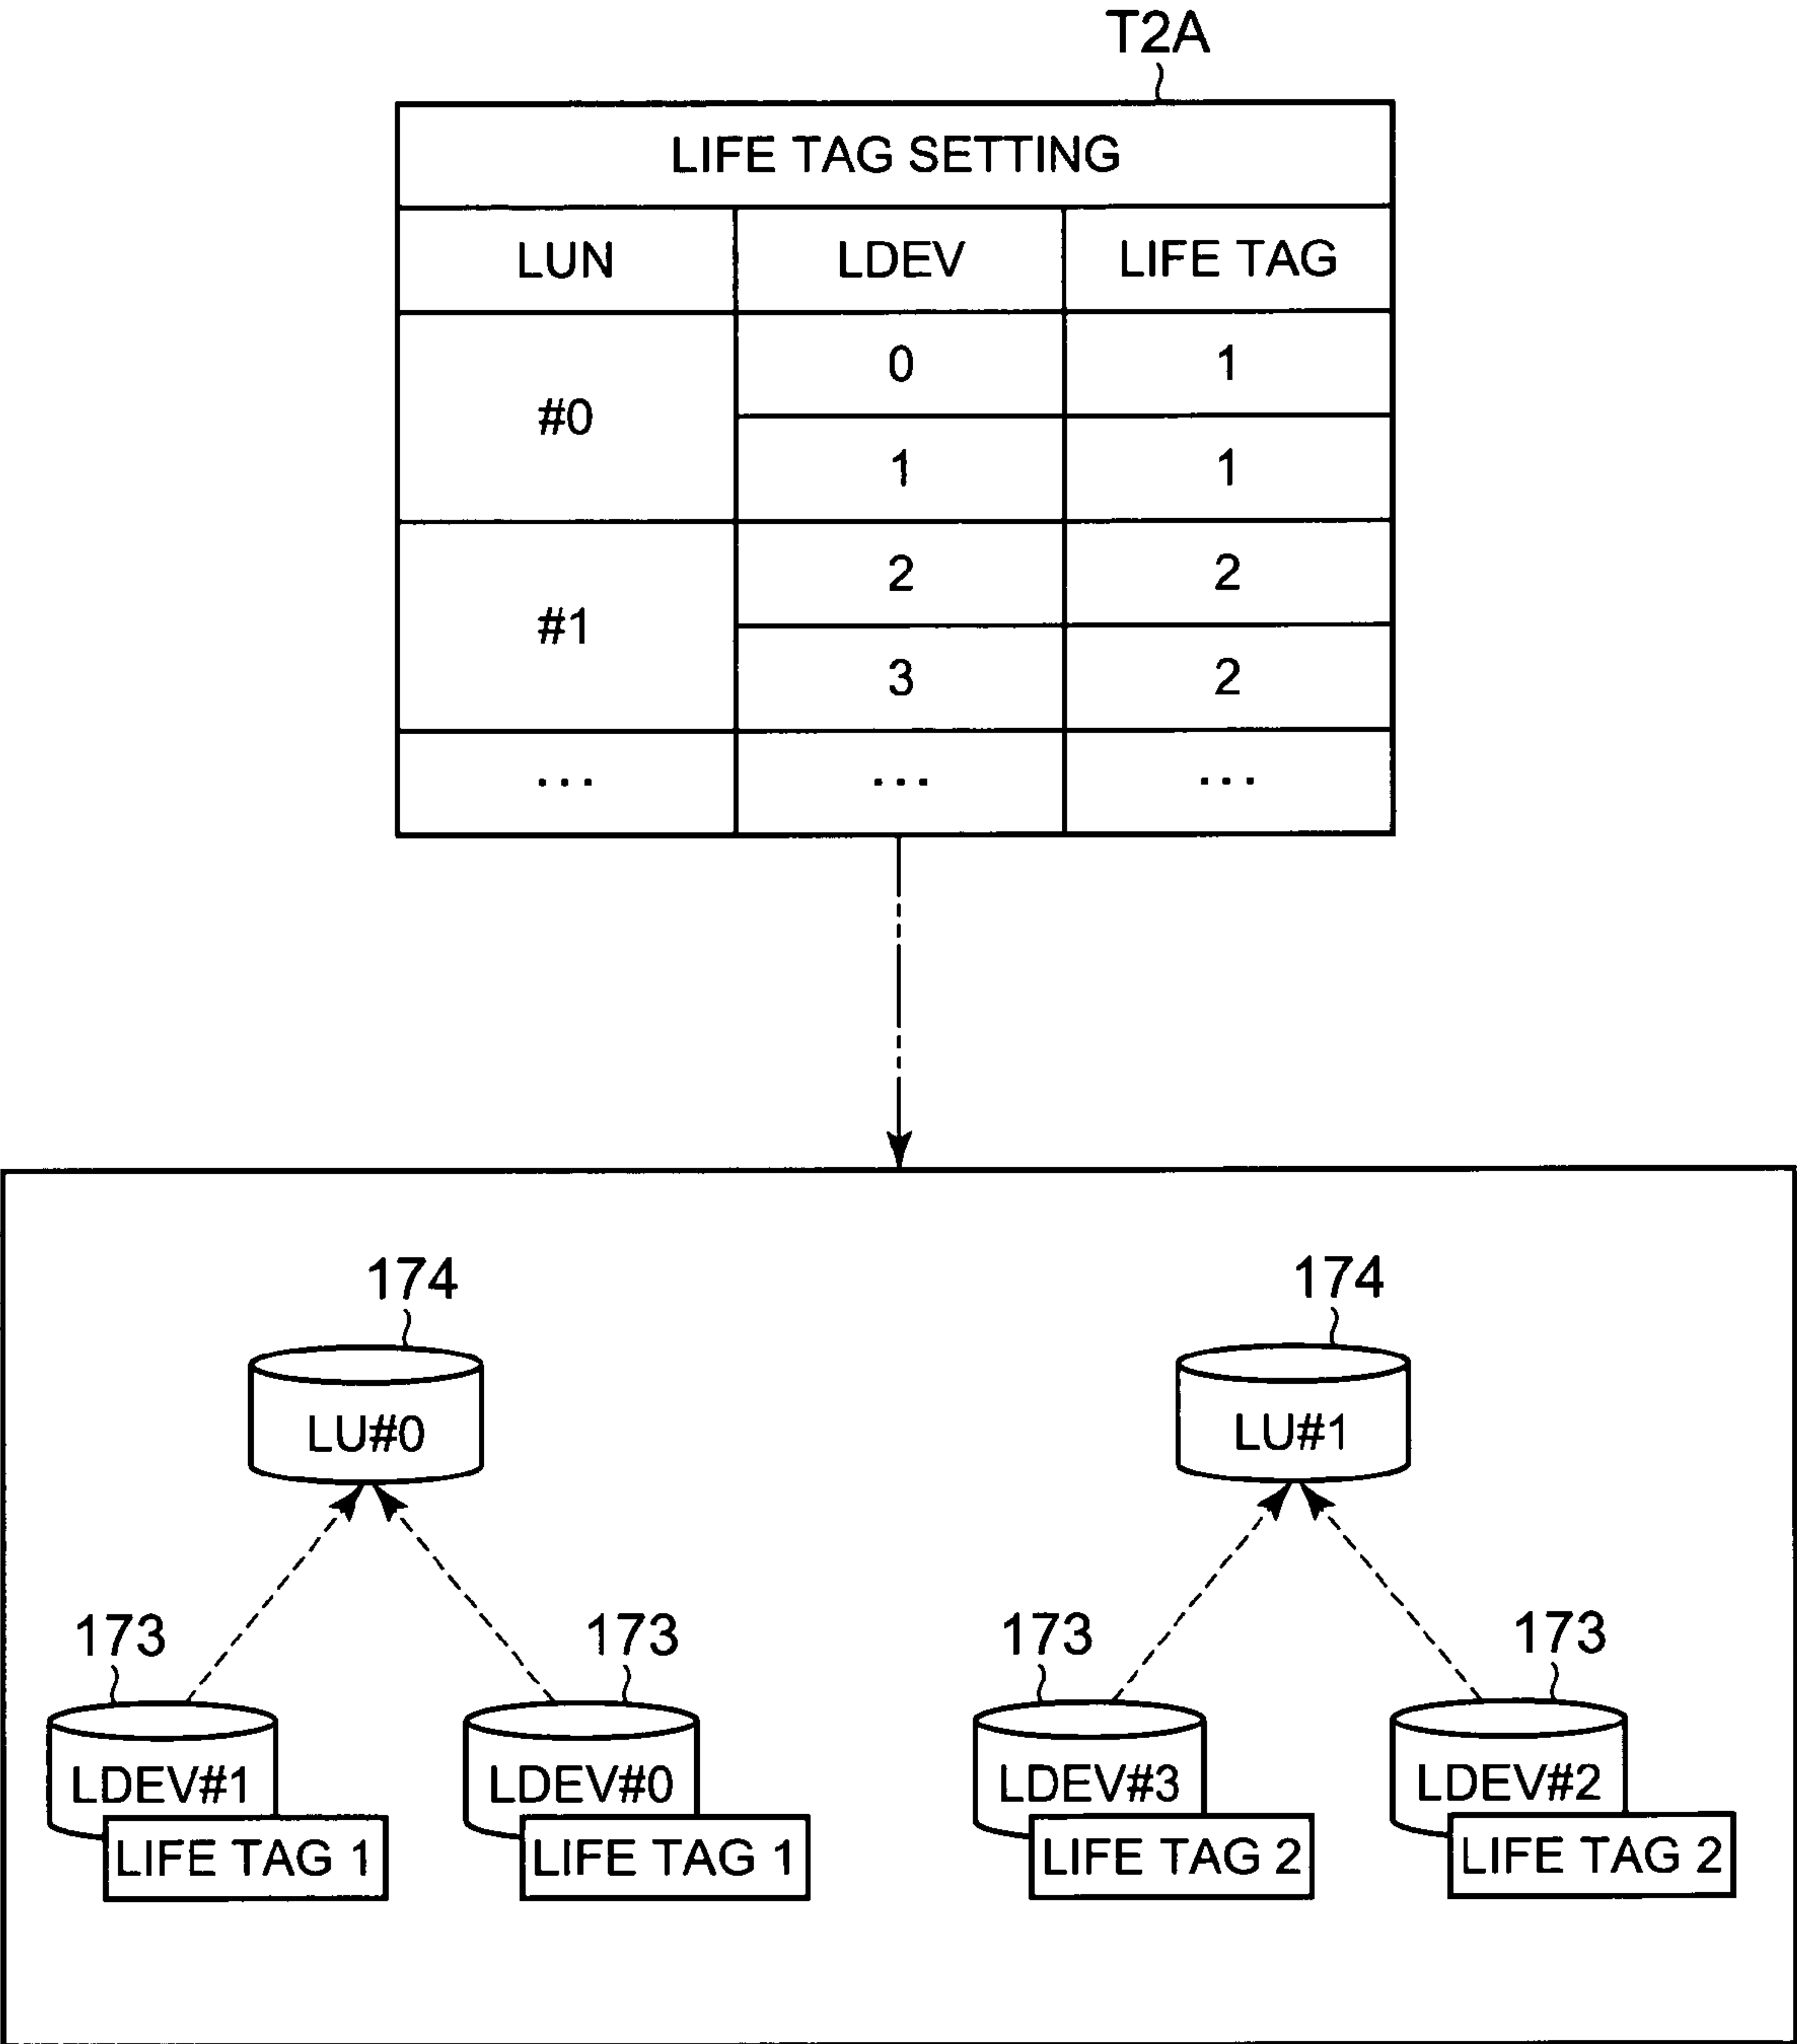 T2A
LIFE TAG SETTING
LUN LDEV LIFE TAG
#0 0 1
1 1
#1 2 2
3 2
... ... ...
174 174
LU#0 LU#1
173 173 173 173
LDEV#1 LDEV#0 LDEV#3 LDEV#2
LIFE TAG 1 LIFE TAG 1 LIFE TAG 2 LIFE TAG 2